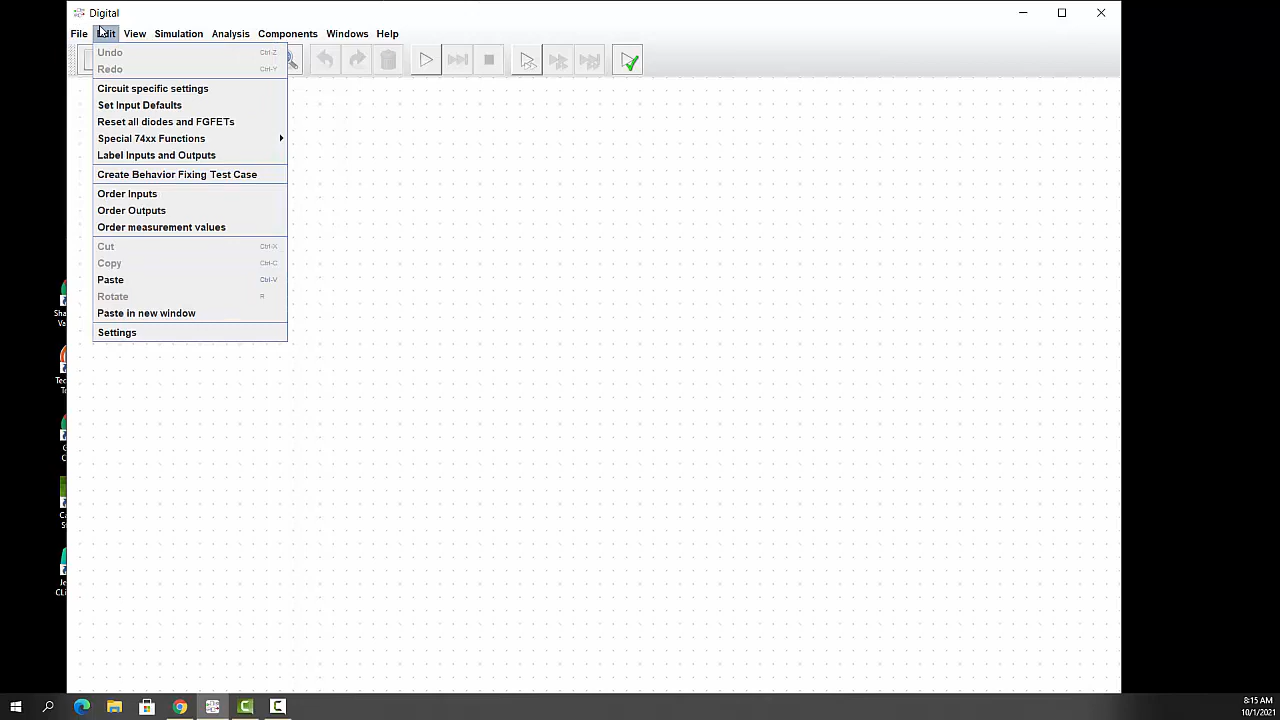 Digital
File Edit View Simulation Analysis Components Windows Help
Undo Ctrl-Z
Redo Ctrl-Y
Circuit specific settings
Set Input Defaults
Reset all diodes and FGFETs
Special 74xx Functions
Label Inputs and Outputs
Create Behavior Fixing Test Case
Order Inputs
Order Outputs
Order measurement values
Cut Ctrl-X
Copy Ctrl-C
Paste Ctrl-V
Rotate R
Paste in new window
Settings
8:15 AM
10/1/2021